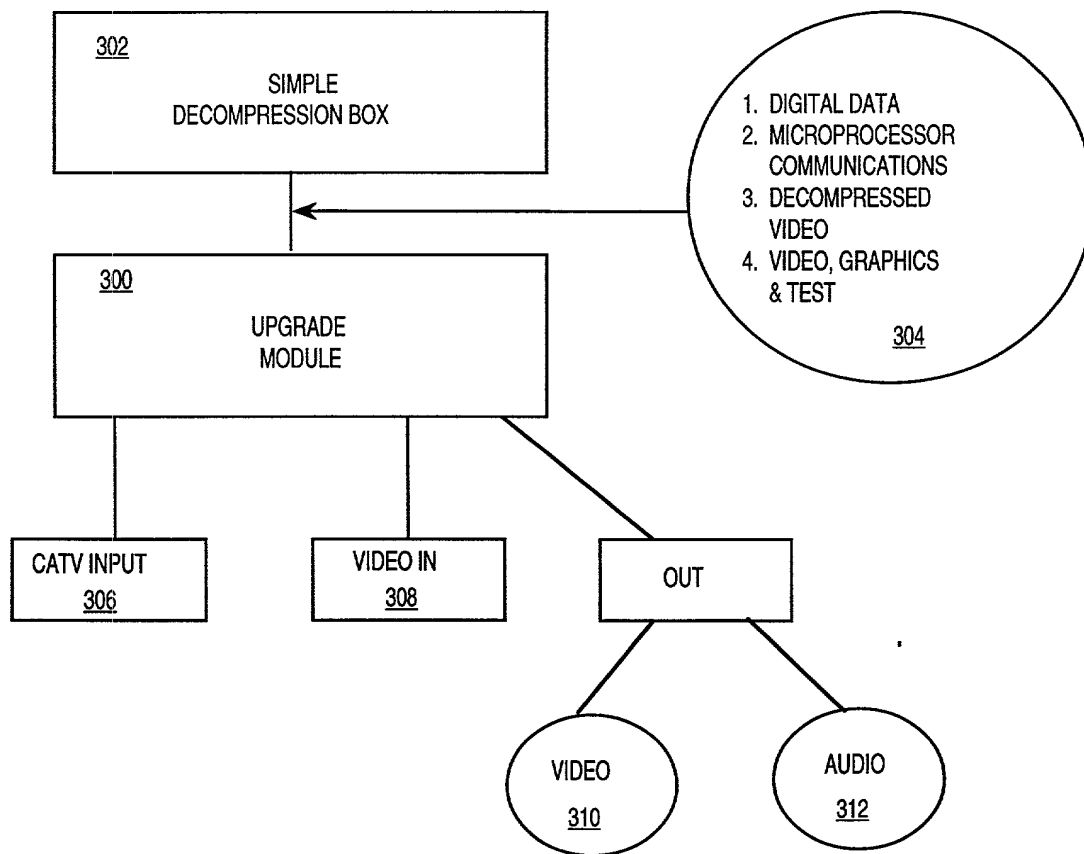 302
SIMPLE
DECOMPRESSION BOX
1. DIGITAL DATA
2. MICROPROCESSOR
COMMUNICATIONS
3. DECOMPRESSED
VIDEO
4. VIDEO, GRAPHICS
& TEST
304
300
UPGRADE
MODULE
CATV INPUT
306
VIDEO IN
308
OUT
VIDEO
310
AUDIO
312